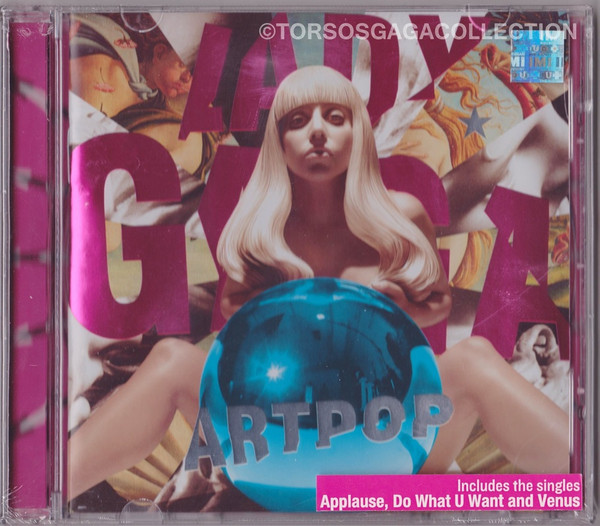 ©TORSOSGAGACOLLECTION
LADY
GAGA
ARTPOP
Includes the singles
Applause, Do What U Want and Venus